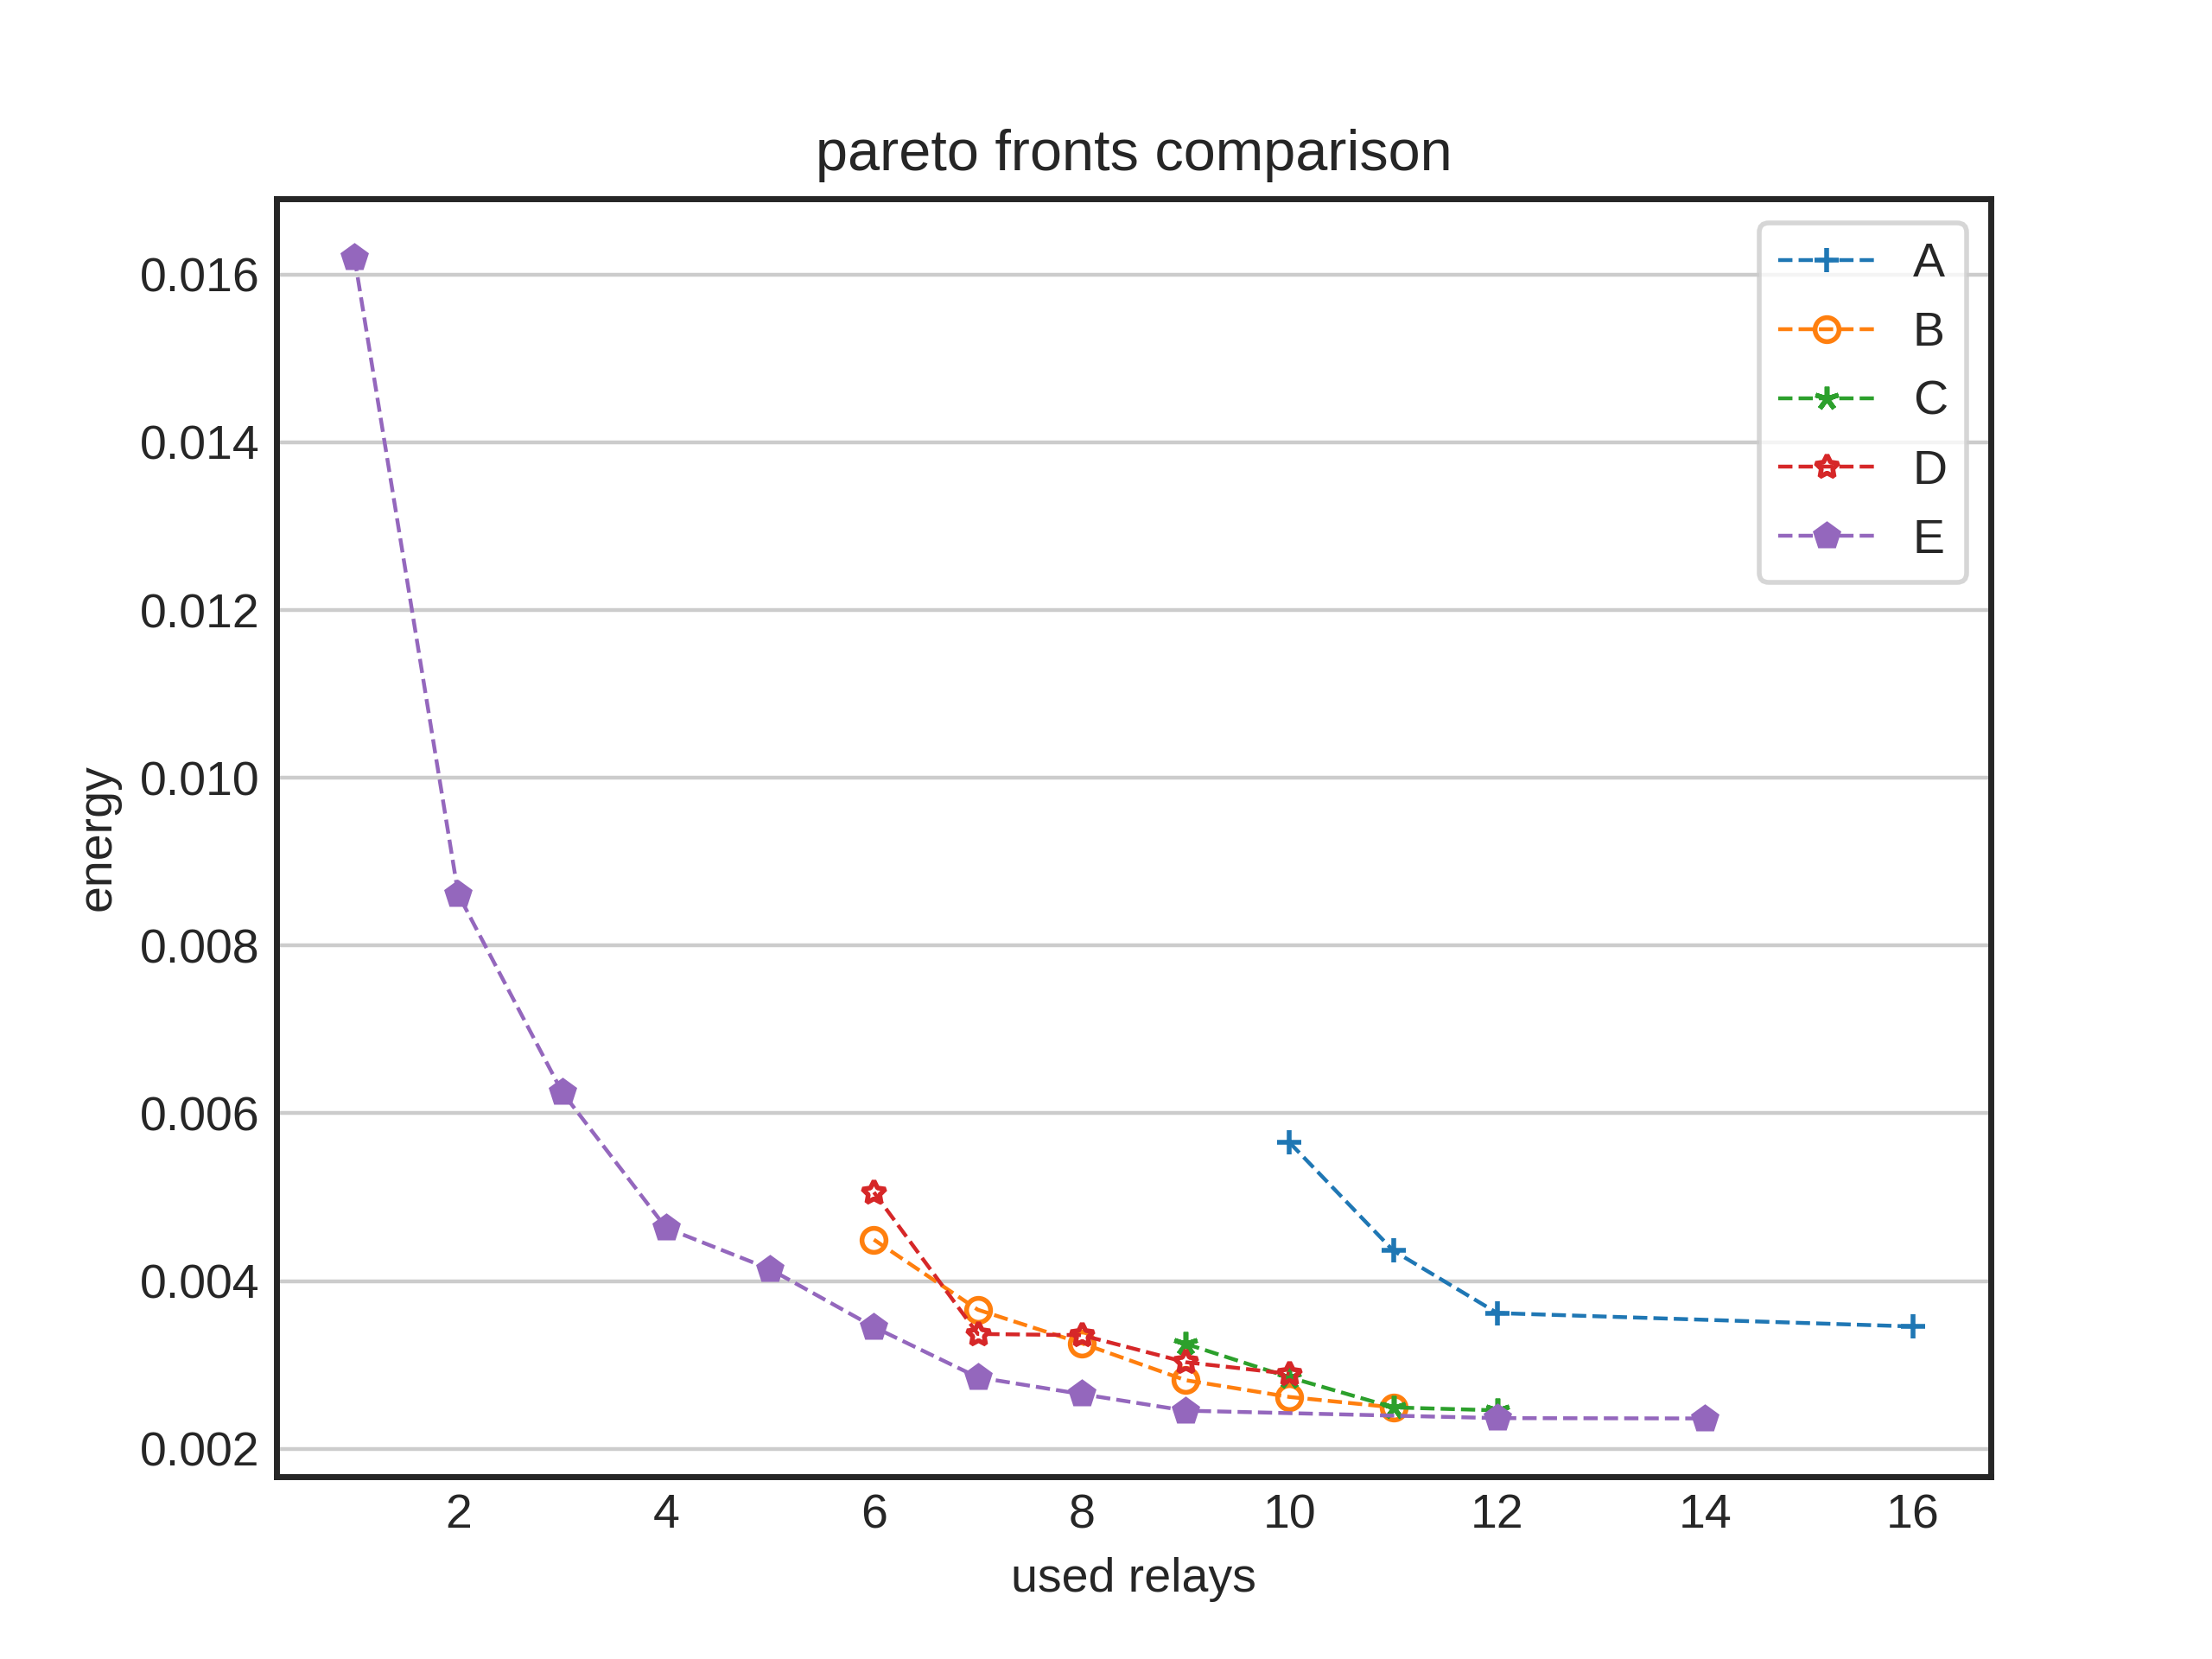 pareto fronts comparison
A
B
C
D
E
0.016
0.014
0.012
0.010
0.008
0.006
0.004
0.002
energy
2 4 6 8 10 12 14 16
used relays